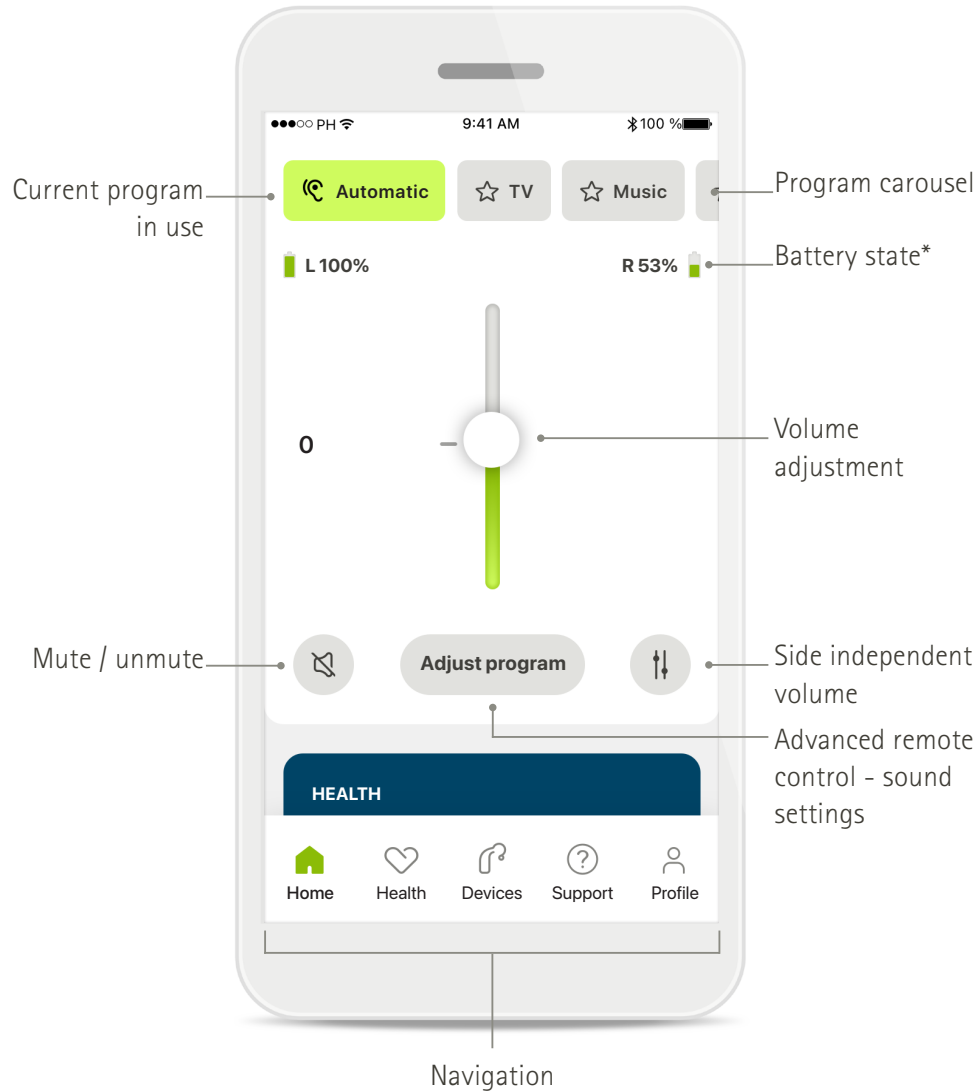 PH 9:41 AM 100 %
Automatic TV Music
Current program
in use
Program carousel
L 100% R 53%
Battery state*
0
Volume
adjustment
Mute / unmute
Adjust program
Side independent
volume
Advanced remote
control - sound
settings
HEALTH
Home Health Devices Support Profile
Navigation